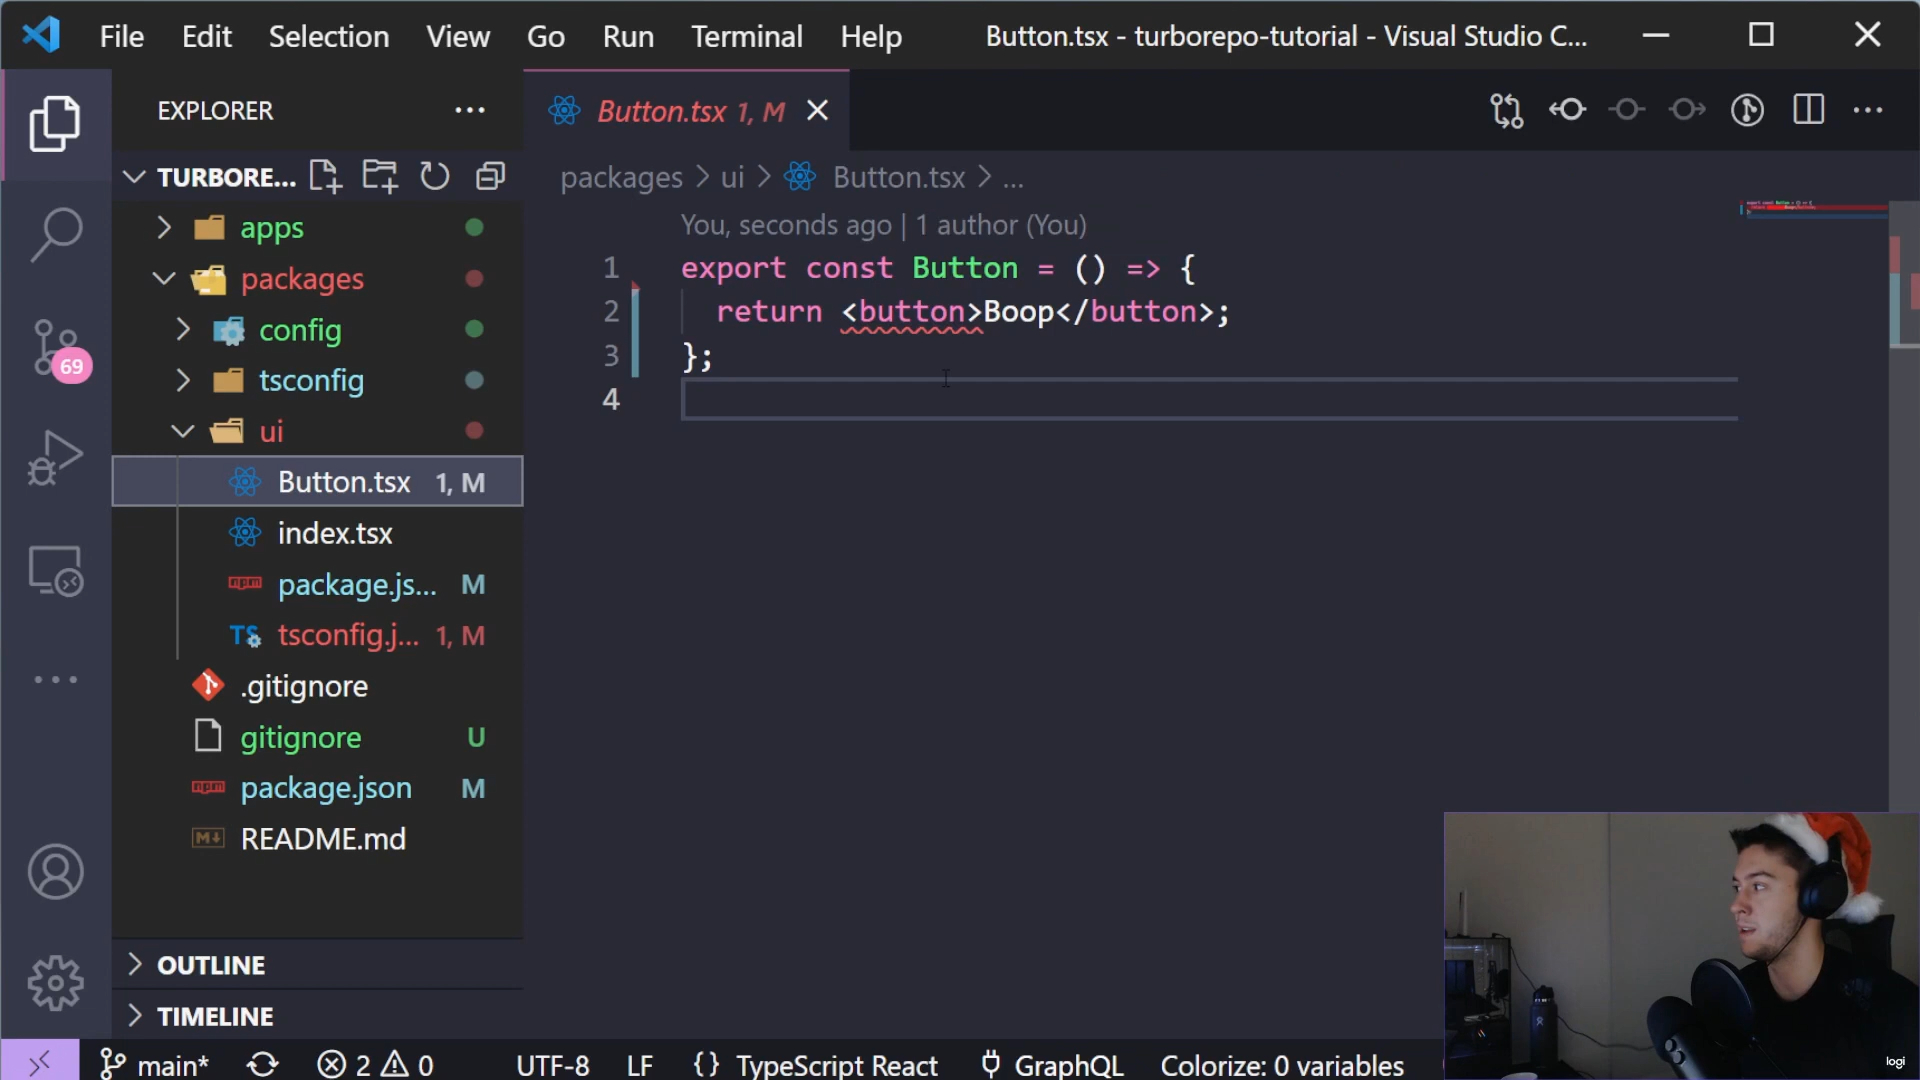 File Edit Selection View Go Run Terminal Help Button.tsx - turborepo-tutorial - Visual Studio C...
EXPLORER
Button.tsx 1, M
TURBORE...
packages > ui > Button.tsx > ...
apps
You, seconds ago | 1 author (You)
packages
1 export const Button = () => {
2 return <button>Boop</button>;
3 };
4
config
tsconfig
ui
Button.tsx 1, M
index.tsx
package.js... M
TS tsconfig.j... 1, M
.gitignore
gitignore U
package.json M
README.md
OUTLINE
TIMELINE
69
main* 2 0 UTF-8 LF {} TypeScript React GraphQL Colorize: 0 variables
logi